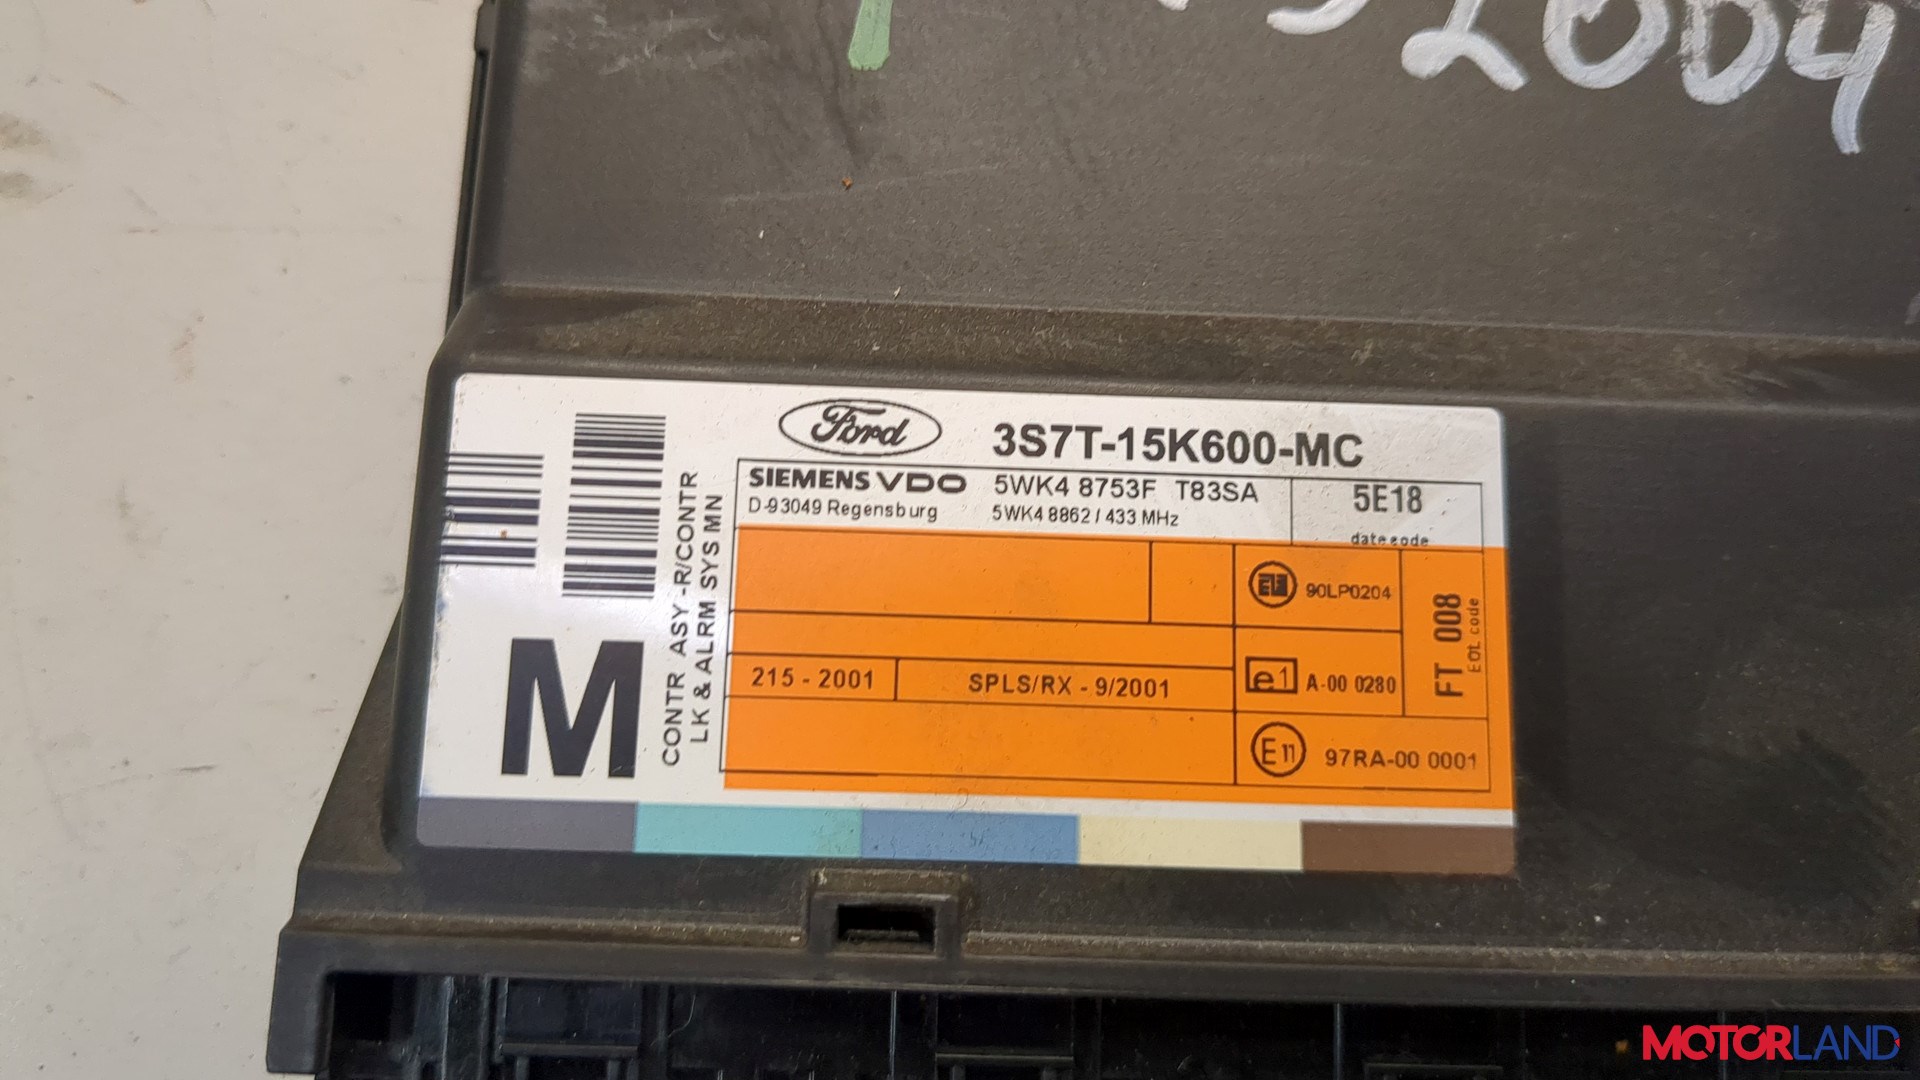 Ford
3S7T-15K600-MC
SIEMENS VDO
5WK4 8753F T83SA
5E18
D-93049 Regensburg
5WK4 8862 / 433 MHz
date code
CONTR ASY -R/CONTR
LK & ALRM SYS MN
M
90LP0204
FT 008
EOL code
215 - 2001
SPLS/RX - 9/2001
e1
A-00 0280
E11
97RA-00 0001
MOTORLAND